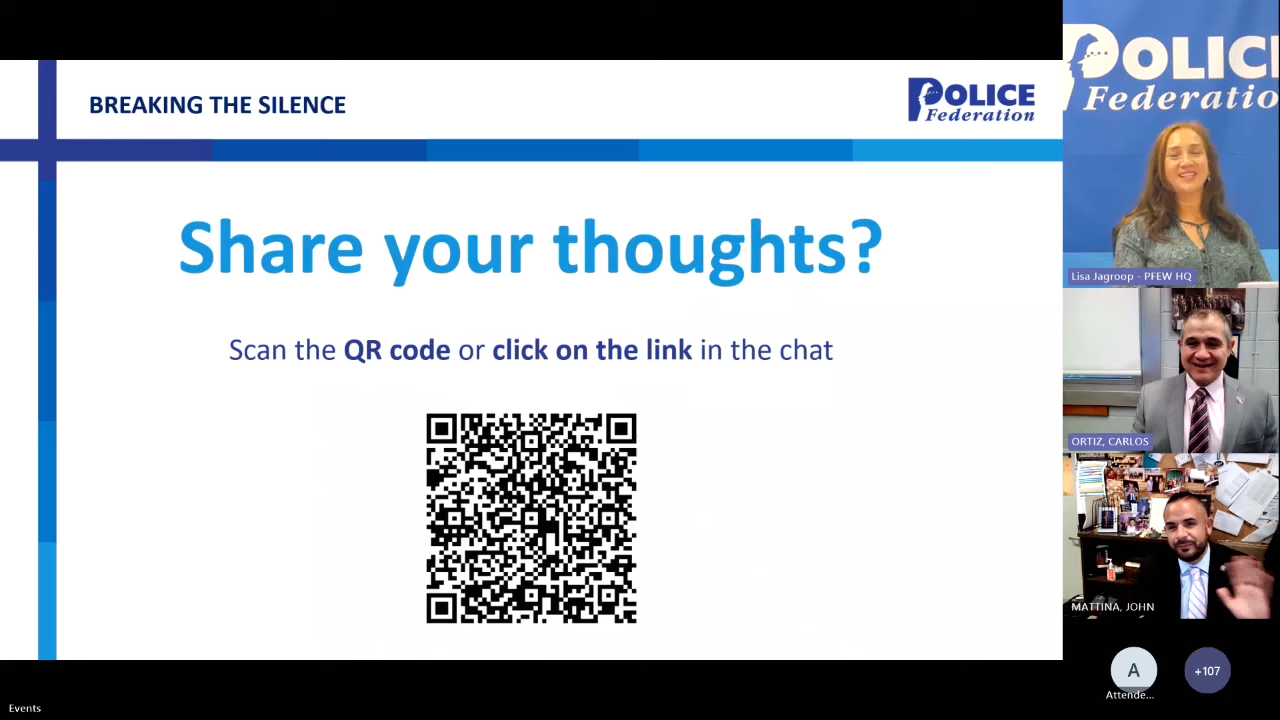 BREAKING THE SILENCE
POLICE
Federation
Share your thoughts?
Scan the QR code or click on the link in the chat
POLIC
Federatio
Lisa Jagroop - PFEW HQ
ORTIZ, CARLOS
MATTINA, JOHN
A
+107
Attende...
Events